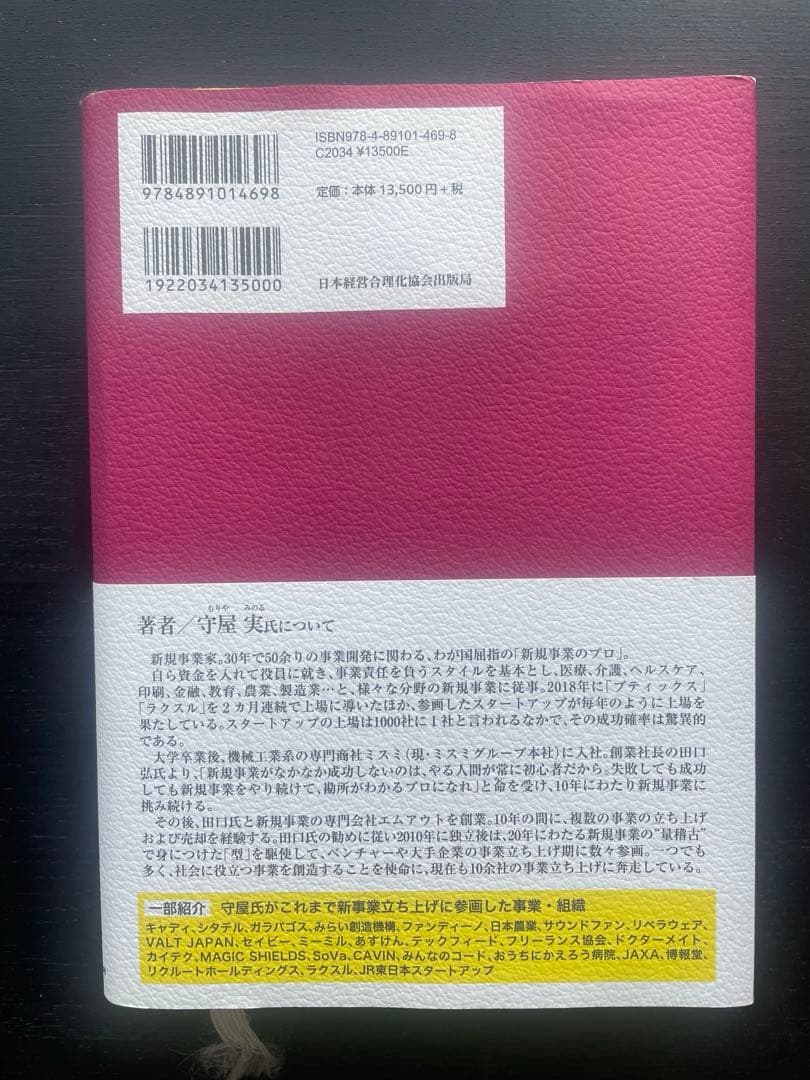 ISBN978-4-89101-469-8
C2034 ¥13500E
9784891014698
定価：本体 13,500 円＋税
1922034135000
日本経営合理化協会出版局
もりや みのる
著者／守屋 実氏について
新規事業家。30年で50余りの事業開発に関わる、わが国屈指の「新規事業のプロ」。
自ら資金を入れて役員に就き、事業責任を負うスタイルを基本とし、医療、介護、ヘルスケア、
印刷、金融、教育、農業、製造業…と、様々な分野の新規事業に従事。2018年に「ブティックス」
「ラクスル」を2カ月連続で上場に導いたほか、参画したスタートアップが毎年のように上場を
果たしている。スタートアップの上場は1000社に1社と言われるなかで、その成功確率は驚異的
である。
大学卒業後、機械工業系の専門商社ミスミ（現・ミスミグループ本社）に入社。創業社長の田口
弘氏より、「新規事業がなかなか成功しないのは、やる人間が常に初心者だから。失敗しても成功
しても新規事業をやり続けて、勘所がわかるプロになれ」と命を受け、10年にわたり新規事業に
挑み続ける。
その後、田口氏と新規事業の専門会社エムアウトを創業。10年の間に、複数の事業の立ち上げ
および売却を経験する。田口氏の勧めに従い2010年に独立後は、20年にわたる新規事業の“量稽古”
で身につけた「型」を駆使して、ベンチャーや大手企業の事業立ち上げ期に数々参画。一つでも
多く、社会に役立つ事業を創造することを使命に、現在も10余社の事業立ち上げに奔走している。
一部紹介 守屋氏がこれまで新事業立ち上げに参画した事業・組織
キャディ、シタテル、ガラパゴス、みらい創造機構、ファンディーノ、日本農業、サウンドファン、リベラウェア、
VALT JAPAN、セイビー、ミーミル、あすけん、テックフィード、フリーランス協会、ドクターメイト、
カイテク、MAGIC SHIELDS、SoVa、CAVIN、みんなのコード、おうちにかえろう病院、JAXA、博報堂、
リクルートホールディングス、ラクスル、JR東日本スタートアップ